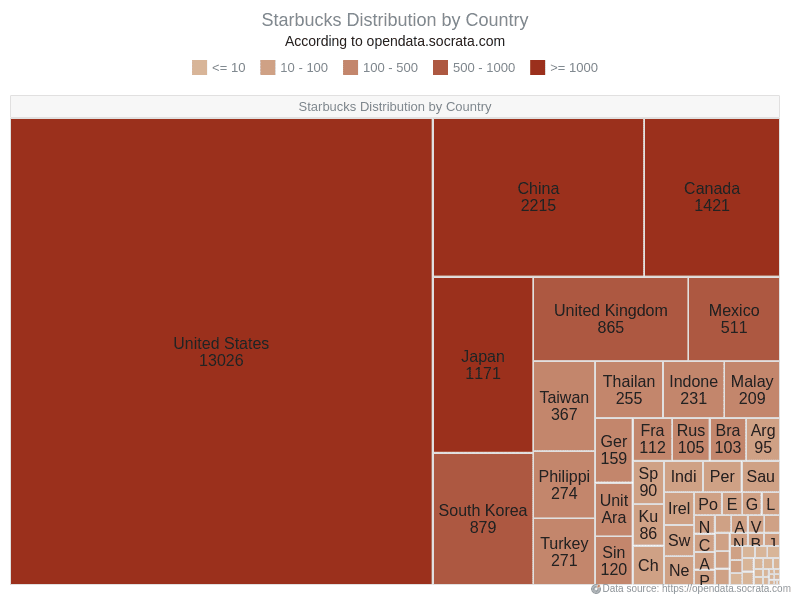 Starbucks Distribution by Country
According to opendata.socrata.com
<= 10
10 - 100
100 - 500
500 - 1000
>= 1000
Starbucks Distribution by Country
United States
13026
China
2215
Canada
1421
Japan
1171
South Korea
879
United Kingdom
865
Mexico
511
Taiwan
367
Philippi
274
Turkey
271
Thailan
255
Indone
231
Malay
209
Ger
159
Unit
Ara
Sin
120
Fra
112
Rus
105
Bra
103
Arg
95
Sp
90
Ku
86
Ch
Indi
Per
Sau
Irel
Sw
Ne
Po
E
G
L
N
C
A
P
A
V
N
B
J
Data source: https://opendata.socrata.com